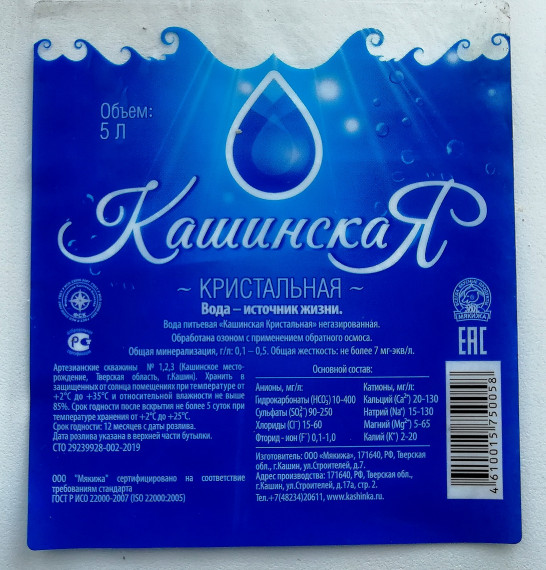 Объем:
5 Л
КашинскаЯ
~ КРИСТАЛЬНАЯ ~
Вода – источник жизни.
Вода питьевая «Кашинская Кристальная» негазированная.
Обработана озоном с применением обратного осмоса.
Общая минерализация, г/л: 0,1 – 0,5. Общая жесткость: не более 7 мг-экв/л.
ФСК
РС
МЯКИЖА
ЕАС
Артезианские скважины № 1,2,3 (Кашинское место-
рождение, Тверская область, г.Кашин). Хранить в
защищенных от солнца помещениях при температуре от
+2°С до +35°С и относительной влажности не выше
85%. Срок годности после вскрытия не более 5 суток при
температуре хранения от +2°С до +25°С.
Срок годности: 12 месяцев с даты розлива.
Дата розлива указана в верхней части бутылки.
СТО 29239928-002-2019
ООО "Мякижа" сертифицировано на соответствие
требованиям стандарта
ГОСТ Р ИСО 22000-2007 (ISO 22000:2005)
Основной состав:
Анионы, мг/л:
Гидрокарбонаты (HCO₃) 10-400
Сульфаты (SO₄²⁻) 90-250
Хлориды (Cl⁻) 15-60
Фторид - ион (F⁻) 0,1-1,0
Катионы, мг/л:
Кальций (Ca²⁺) 20-130
Натрий (Na⁺) 15-130
Магний (Mg²⁺) 5-65
Калий (K⁺) 2-20
Изготовитель: ООО «Мякижа», 171640, РФ, Тверская
обл., г.Кашин, ул.Строителей, д.7.
Адрес производства: 171640, РФ, Тверская обл.,
г.Кашин, ул.Строителей, д.17а, стр. 2.
Тел.+7(48234)20611, www.kashinka.ru
4610015750058